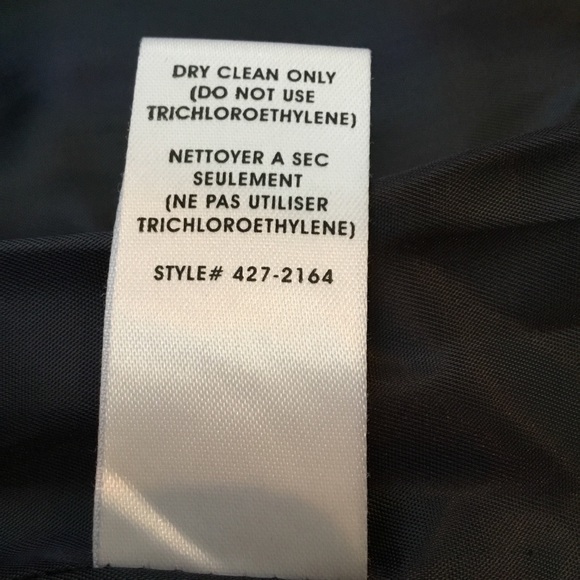 DRY CLEAN ONLY
(DO NOT USE
TRICHLOROETHYLENE)
NETTOYER A SEC
SEULEMENT
(NE PAS UTILISER
TRICHLOROETHYLENE)
STYLE# 427-2164